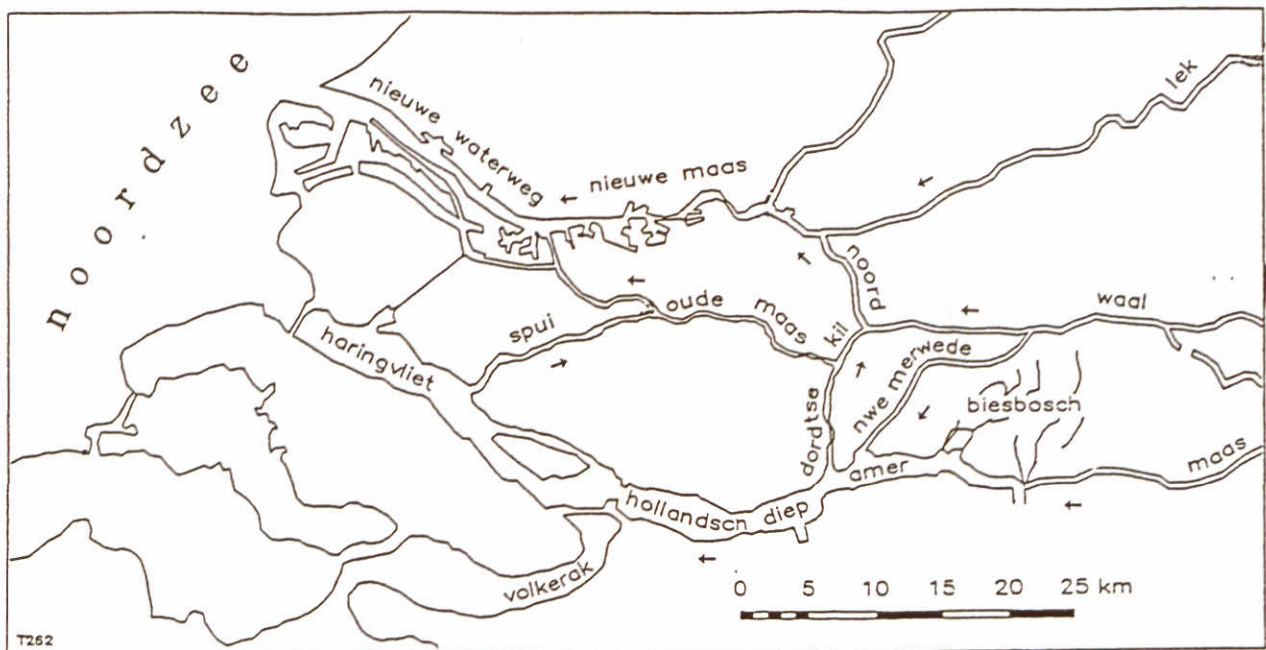 noordzee
nieuwe waterweg
nieuwe maas
lek
noord
waal
oude maas
spui
kil
dordtse
nwe merwede
biesbosch
haringvliet
amer
maas
hollandsch diep
volkerak
0 5 10 15 20 25 km
T262